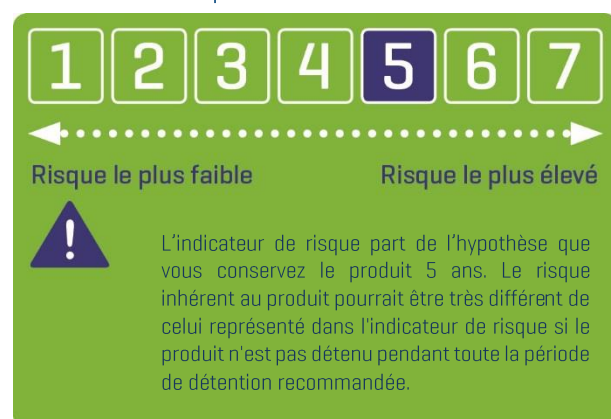 1 2 3 4 5 6 7
Risque le plus faible Risque le plus élevé
!
L'indicateur de risque part de l'hypothèse que
vous conservez le produit 5 ans. Le risque
inhérent au produit pourrait être très différent de
celui représenté dans l'indicateur de risque si le
produit n'est pas détenu pendant toute la période
de détention recommandée.